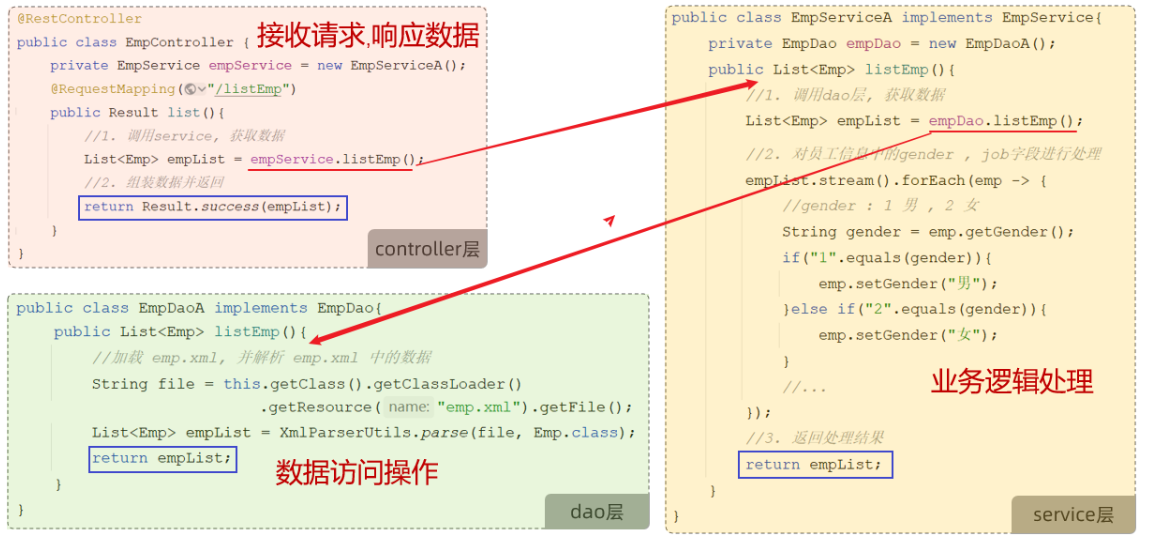 @RestController
public class EmpController {
接收请求,响应数据
private EmpService empService = new EmpServiceA();
@RequestMapping("/listEmp")
public Result list(){
//1. 调用service, 获取数据
List<Emp> empList = empService.listEmp();
//2. 组装数据并返回
return Result.success(empList);
}
}
controller层
public class EmpDaoA implements EmpDao{
public List<Emp> listEmp(){
//加载 emp.xml, 并解析 emp.xml 中的数据
String file = this.getClass().getClassLoader()
.getResource( name: "emp.xml").getFile();
List<Emp> empList = XmlParserUtils.parse(file, Emp.class);
return empList;
数据访问操作
}
}
dao层
public class EmpServiceA implements EmpService{
private EmpDao empDao = new EmpDaoA();
public List<Emp> listEmp(){
//1. 调用dao层, 获取数据
List<Emp> empList = empDao.listEmp();
//2. 对员工信息中的gender , job字段进行处理
empList.stream().forEach(emp -> {
//gender : 1 男 , 2 女
String gender = emp.getGender();
if("1".equals(gender)){
emp.setGender("男");
}else if("2".equals(gender)){
emp.setGender("女");
}
//...
业务逻辑处理
});
//3. 返回处理结果
return empList;
}
}
service层